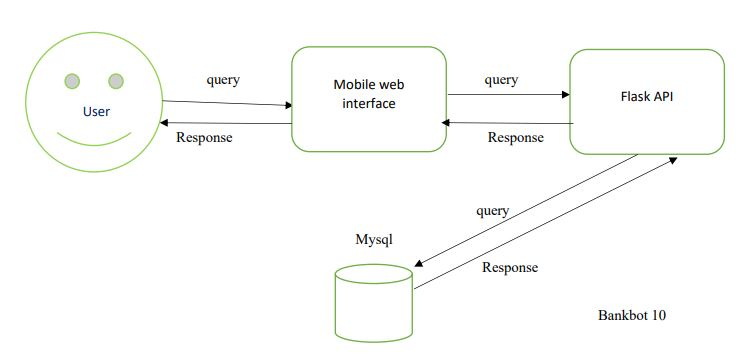 query
Mobile web
interface
query
Flask API
User
Response
Response
query
Mysql
Response
Bankbot 10